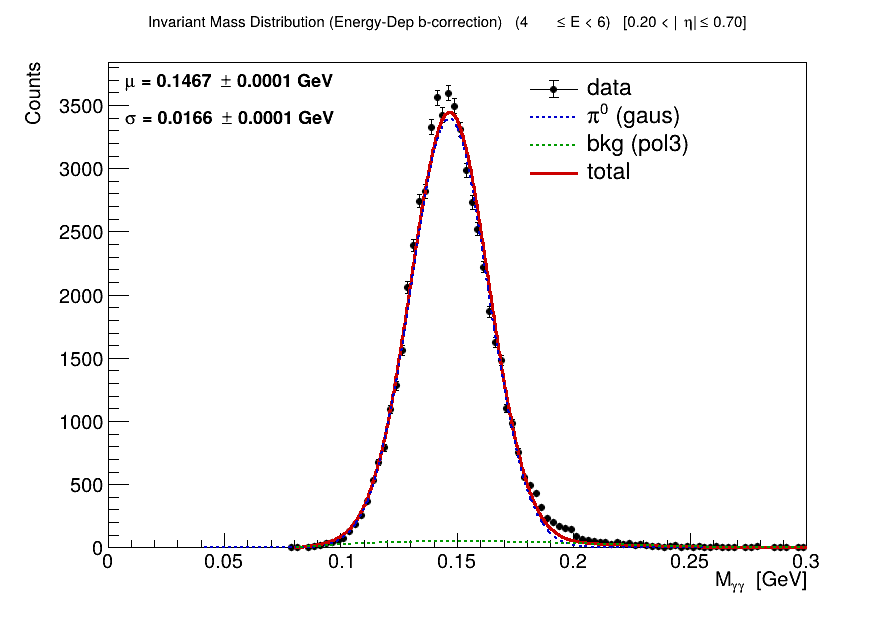 Invariant Mass Distribution (Energy-Dep b-correction) (4 ≤ E < 6) [0.20 < | η| ≤ 0.70]
Counts
μ = 0.1467 ± 0.0001 GeV
σ = 0.0166 ± 0.0001 GeV
data
π⁰ (gaus)
bkg (pol3)
total
3500
3000
2500
2000
1500
1000
500
0
0 0.05 0.1 0.15 0.2 0.25 0.3
Mγγ [GeV]